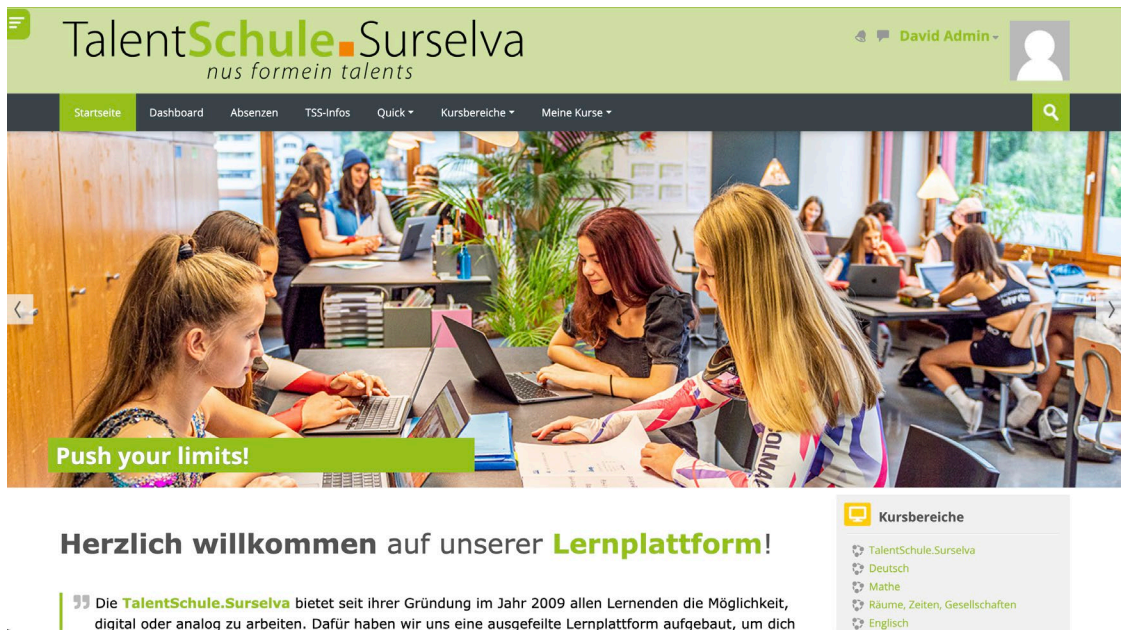 TalentSchule.Surselva
nus formein talents
David Admin
Startseite Dashboard Absenzen TSS-Infos Quick Kursbereiche Meine Kurse
COLMAR
Push your limits!
Kursbereiche
Herzlich willkommen auf unserer Lernplattform!
TalentSchule.Surselva
Deutsch
Mathe
Räume, Zeiten, Gesellschaften
Englisch
Die TalentSchule.Surselva bietet seit ihrer Gründung im Jahr 2009 allen Lernenden die Möglichkeit,
digital oder analog zu arbeiten. Dafür haben wir uns eine ausgefeilte Lernplattform aufgebaut, um dich